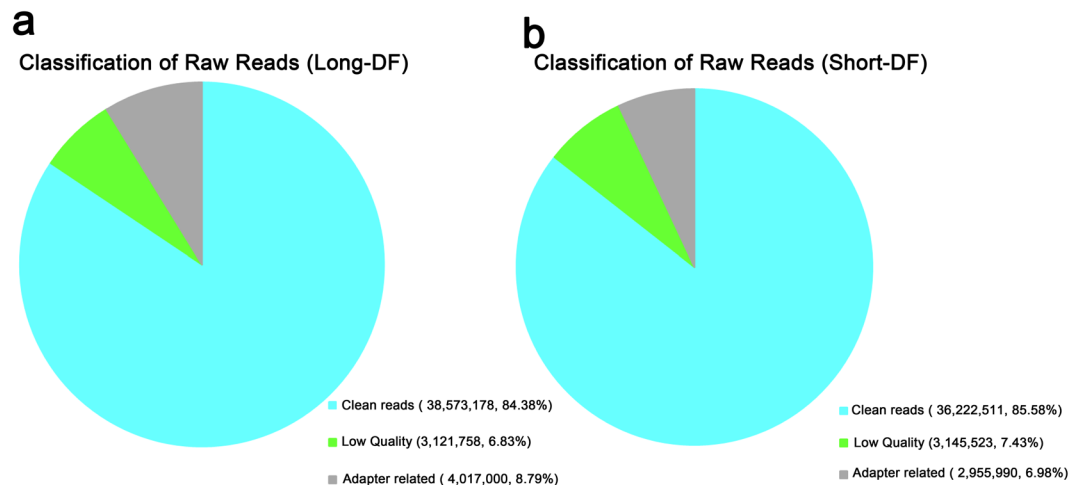 a
Classification of Raw Reads (Long-DF)
Clean reads ( 38,573,178, 84.38%)
Low Quality (3,121,758, 6.83%)
Adapter related ( 4,017,000, 8.79%)
b
Classification of Raw Reads (Short-DF)
Clean reads ( 36,222,511, 85.58%)
Low Quality (3,145,523, 7.43%)
Adapter related ( 2,955,990, 6.98%)